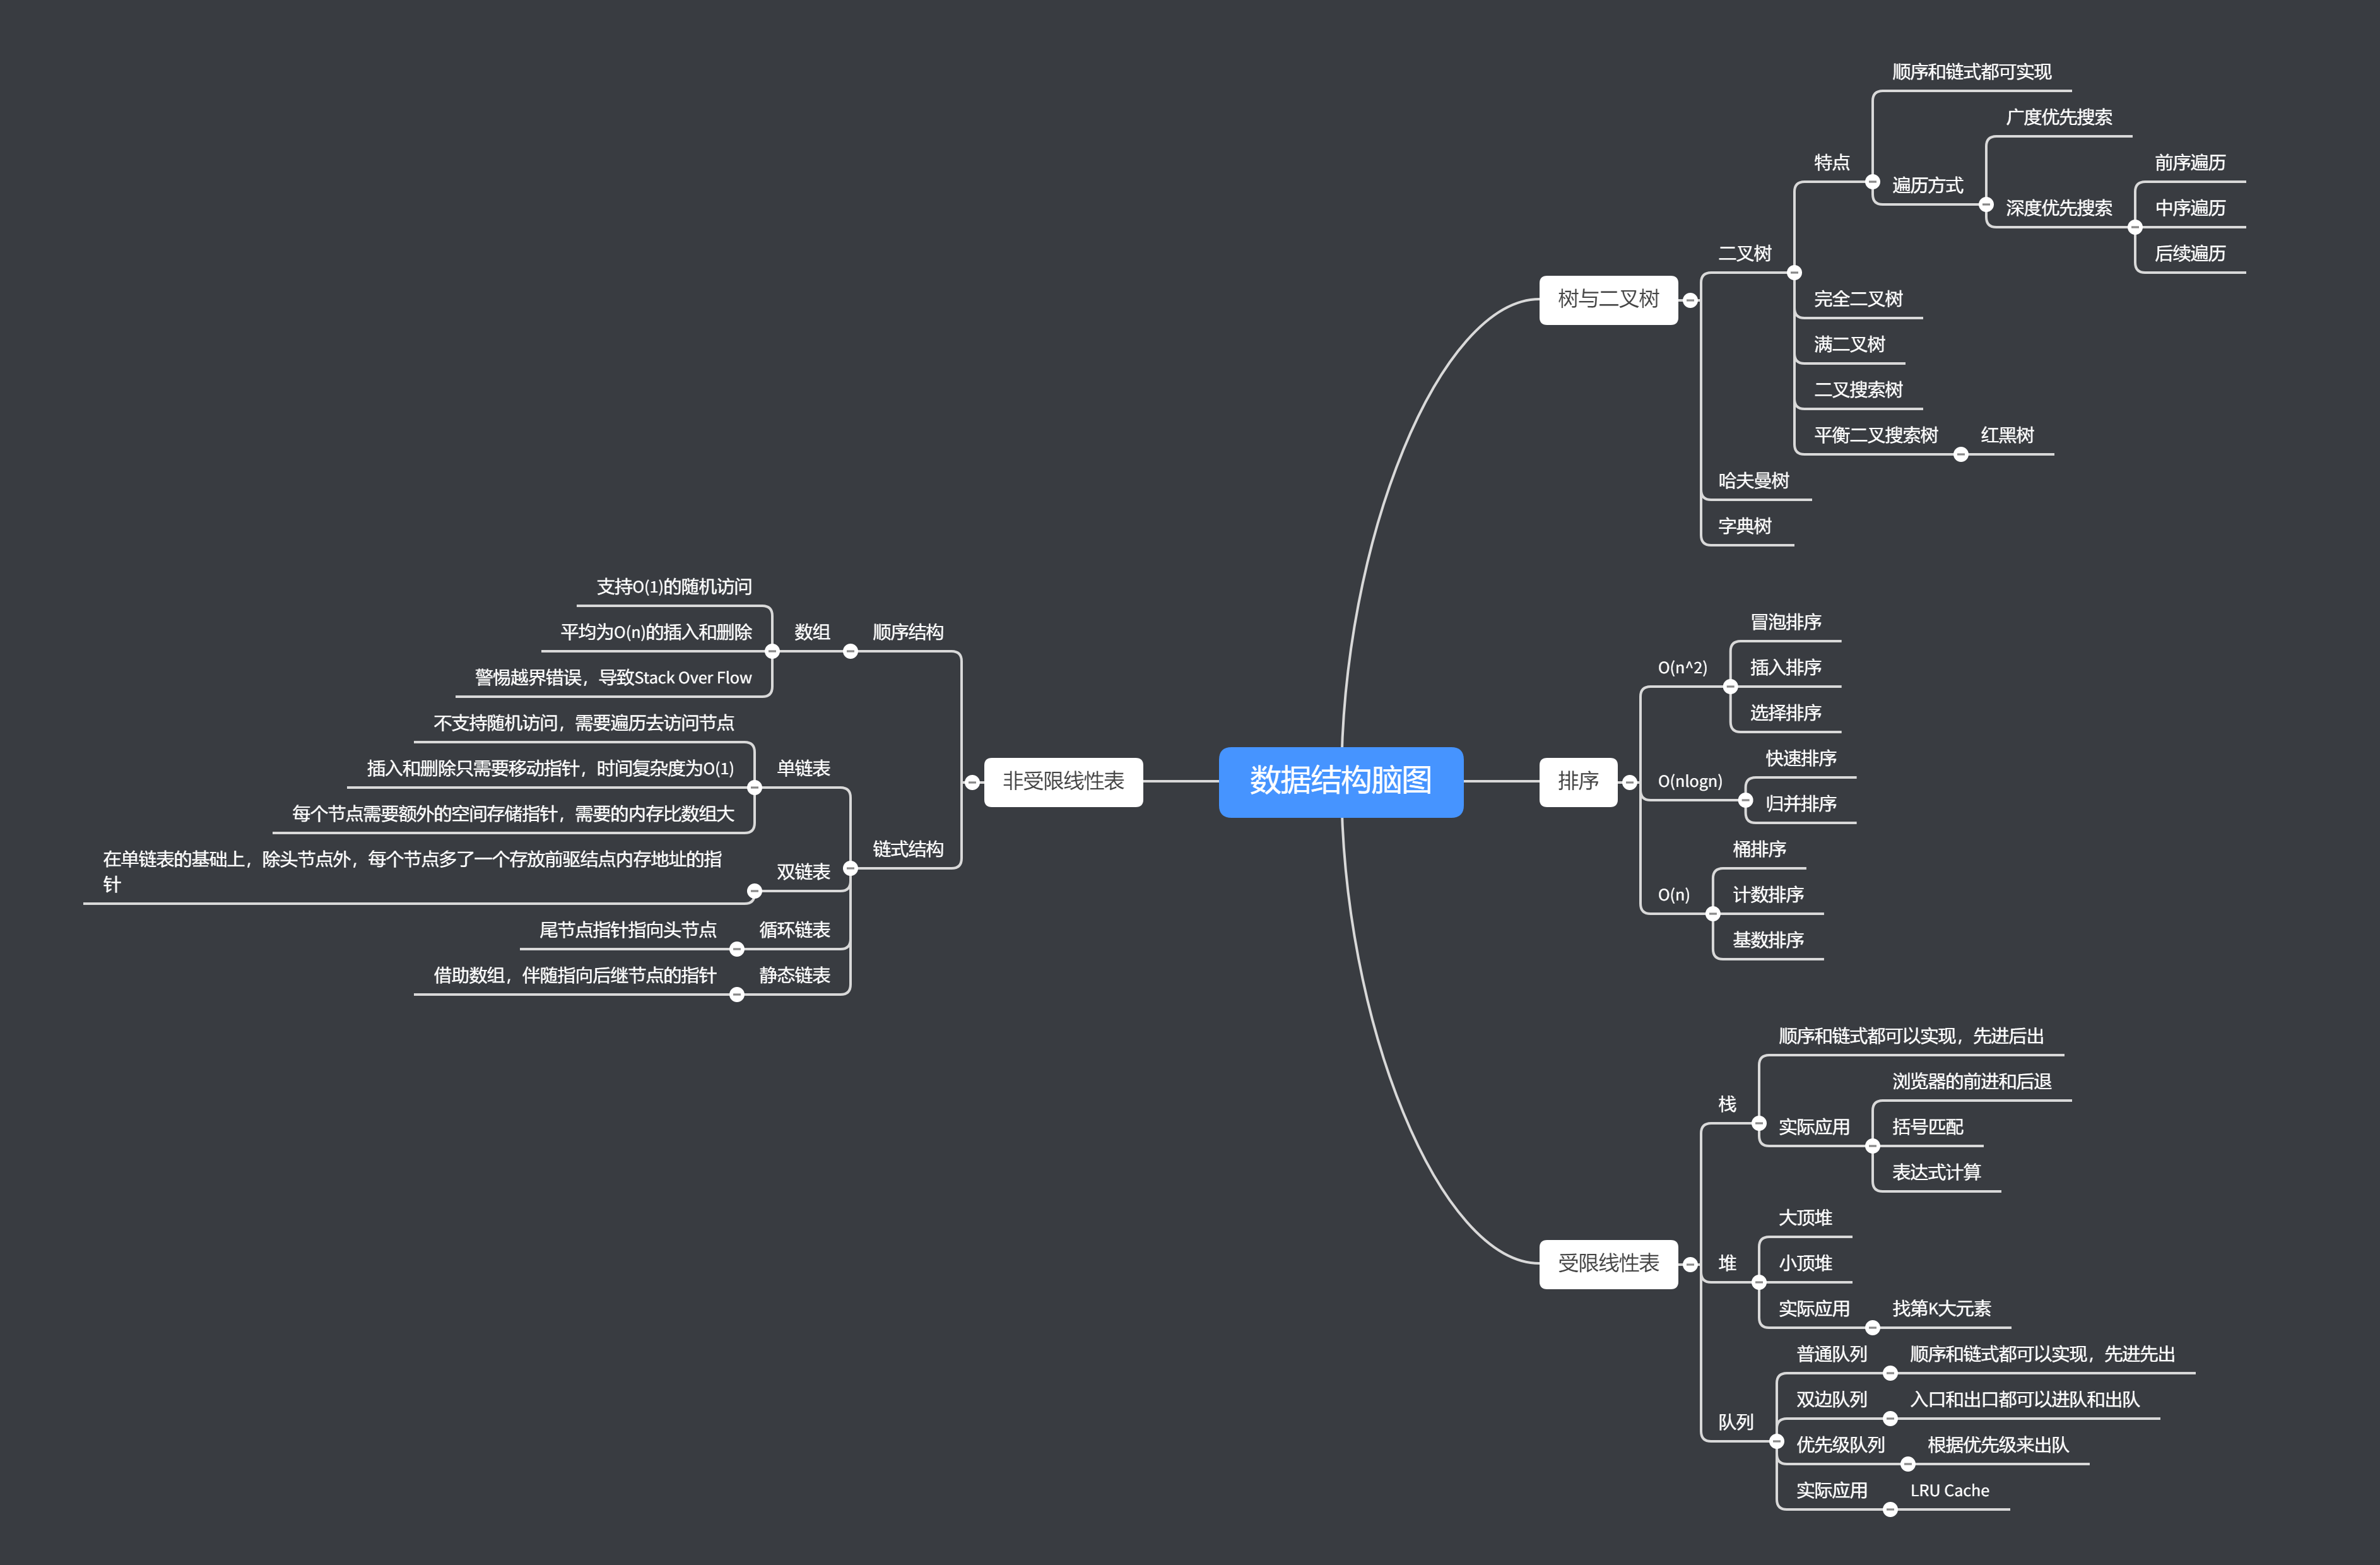 数据结构脑图
树与二叉树
二叉树
特点
顺序和链式都可实现
遍历方式
广度优先搜索
深度优先搜索
前序遍历
中序遍历
后续遍历
完全二叉树
满二叉树
二叉搜索树
平衡二叉搜索树
红黑树
哈夫曼树
字典树
排序
O(n^2)
冒泡排序
插入排序
选择排序
O(nlogn)
快速排序
归并排序
O(n)
桶排序
计数排序
基数排序
受限线性表
栈
顺序和链式都可以实现，先进后出
实际应用
浏览器的前进和后退
括号匹配
表达式计算
堆
大顶堆
小顶堆
实际应用
找第K大元素
队列
普通队列
顺序和链式都可以实现，先进先出
双边队列
入口和出口都可以进队和出队
优先级队列
根据优先级来出队
实际应用
LRU Cache
非受限线性表
顺序结构
数组
支持O(1)的随机访问
平均为O(n)的插入和删除
警惕越界错误，导致Stack Over Flow
链式结构
单链表
不支持随机访问，需要遍历去访问节点
插入和删除只需要移动指针，时间复杂度为O(1)
每个节点需要额外的空间存储指针，需要的内存比数组大
双链表
在单链表的基础上，除头节点外，每个节点多了一个存放前驱结点内存地址的指
针
循环链表
尾节点指针指向头节点
静态链表
借助数组，伴随指向后继节点的指针